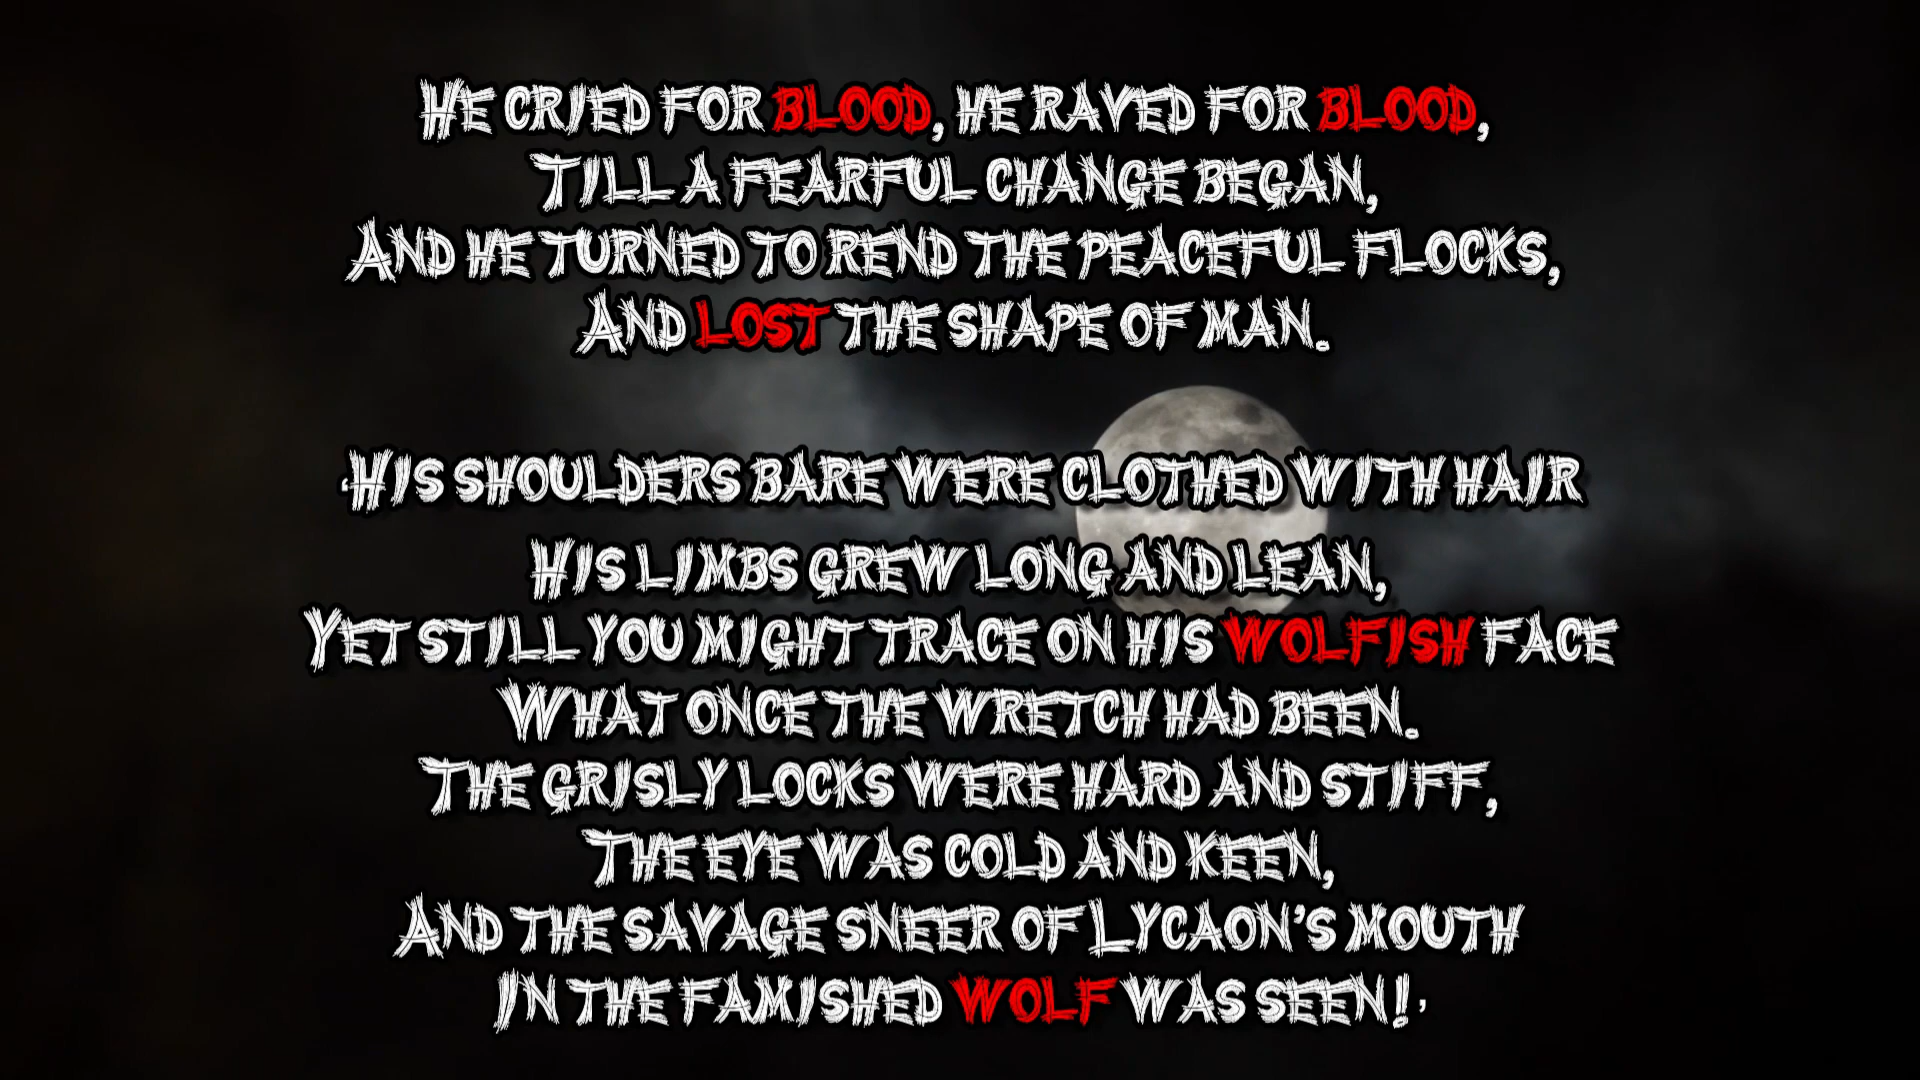 He cried for blood, he raved for blood,
Till a fearful change began,
And he turned to rend the peaceful flocks,
And lost the shape of man.
‘His shoulders bare were clothed with hair
His limbs grew long and lean,
Yet still you might trace on his wolfish face
What once the wretch had been.
The grisly locks were hard and stiff,
The eye was cold and keen,
And the savage sneer of Lycaon’s mouth
In the famished wolf was seen!’